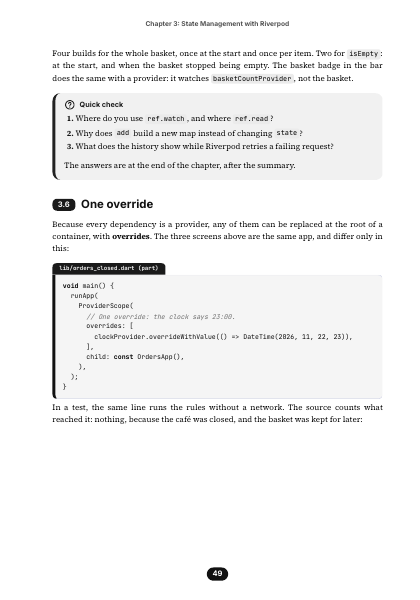 Chapter 3: State Management with Riverpod
Four builds for the whole basket, once at the start and once per item. Two for isEmpty:
at the start, and when the basket stopped being empty. The basket badge in the bar
does the same with a provider: it watches basketCountProvider, not the basket.
Quick check
1. Where do you use ref.watch, and where ref.read?
2. Why does add build a new map instead of changing state?
3. What does the history show while Riverpod retries a failing request?
The answers are at the end of the chapter, after the summary.
3.6 One override
Because every dependency is a provider, any of them can be replaced at the root of a
container, with overrides. The three screens above are the same app, and differ only in
this:
lib/orders_closed.dart (part)
void main() {
  runApp(
    ProviderScope(
      // One override: the clock says 23:00.
      overrides: [
        clockProvider.overrideWithValue(() => DateTime(2026, 11, 22, 23)),
      ],
      child: const OrdersApp(),
    ),
  );
}
In a test, the same line runs the rules without a network. The source counts what
reached it: nothing, because the café was closed, and the basket was kept for later:
49